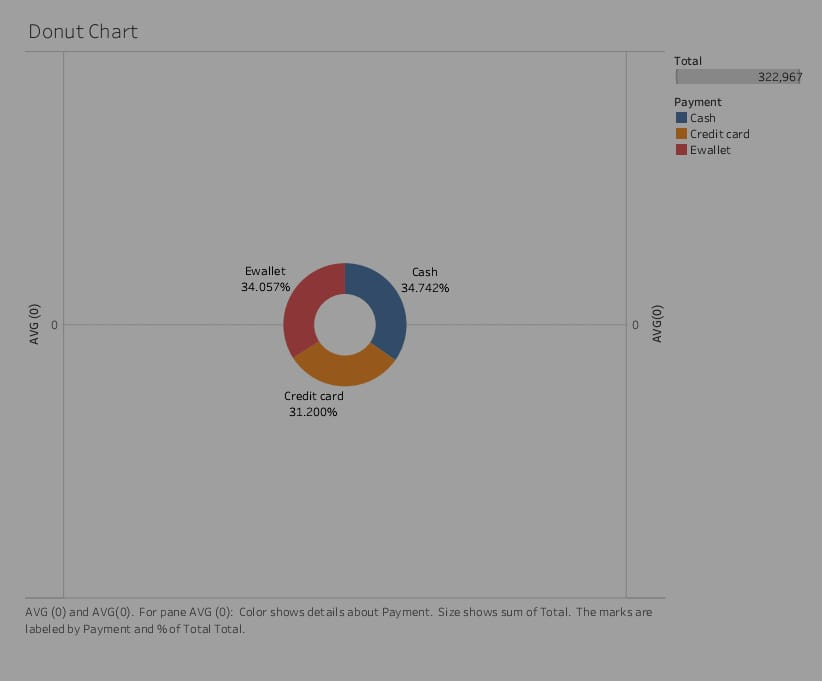 Donut Chart
Total
322,967
Payment
Cash
Credit card
Ewallet
Ewallet
34.057%
Cash
34.742%
Credit card
31.200%
AVG (0)
0
0
AVG(0)
AVG (0) and AVG(0). For pane AVG (0): Color shows details about Payment. Size shows sum of Total. The marks are
labeled by Payment and % of Total Total.